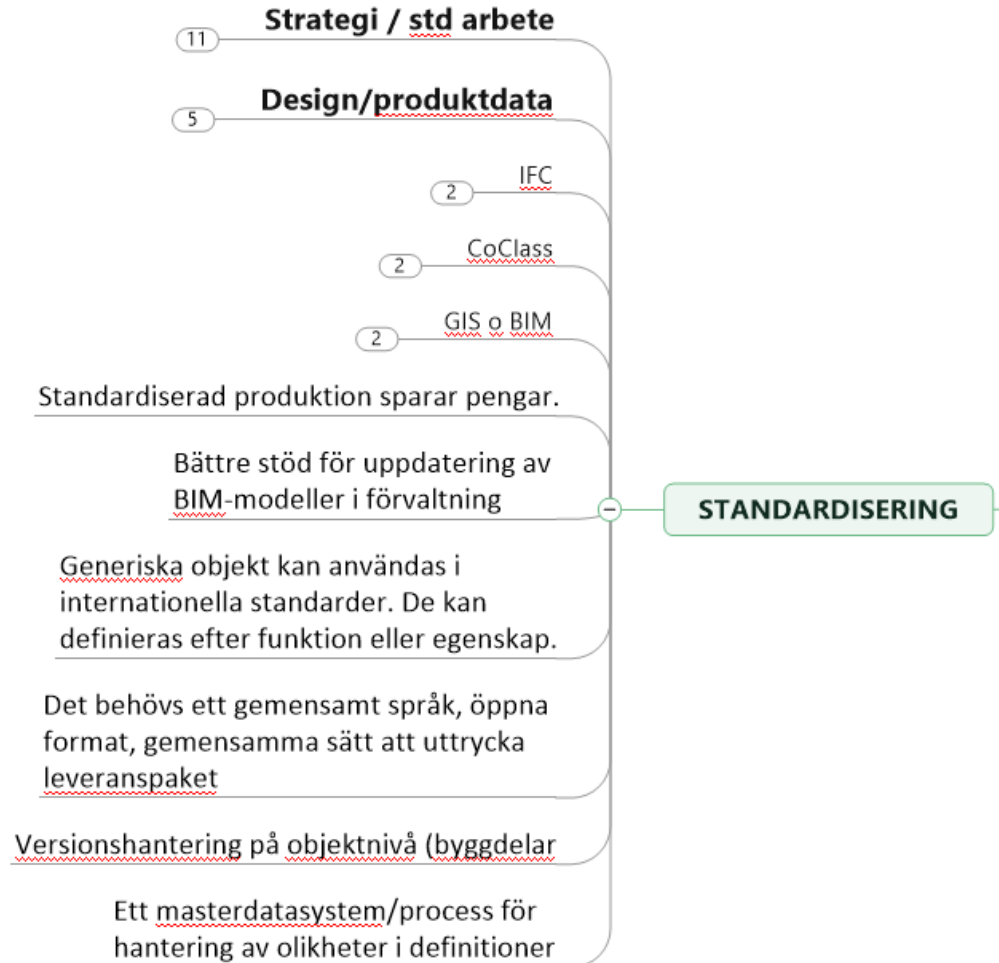 Strategi / std arbete
11
Design/produktdata
5
IFC
2
CoClass
2
GIS o BIM
2
Standardiserad produktion sparar pengar.
Bättre stöd för uppdatering av
BIM-modeller i förvaltning
STANDARDISERING
Generiska objekt kan användas i
internationella standarder. De kan
definieras efter funktion eller egenskap.
Det behövs ett gemensamt språk, öppna
format, gemensamma sätt att uttrycka
leveranspaket
Versionshantering på objektnivå (byggdelar
Ett masterdatasystem/process för
hantering av olikheter i definitioner